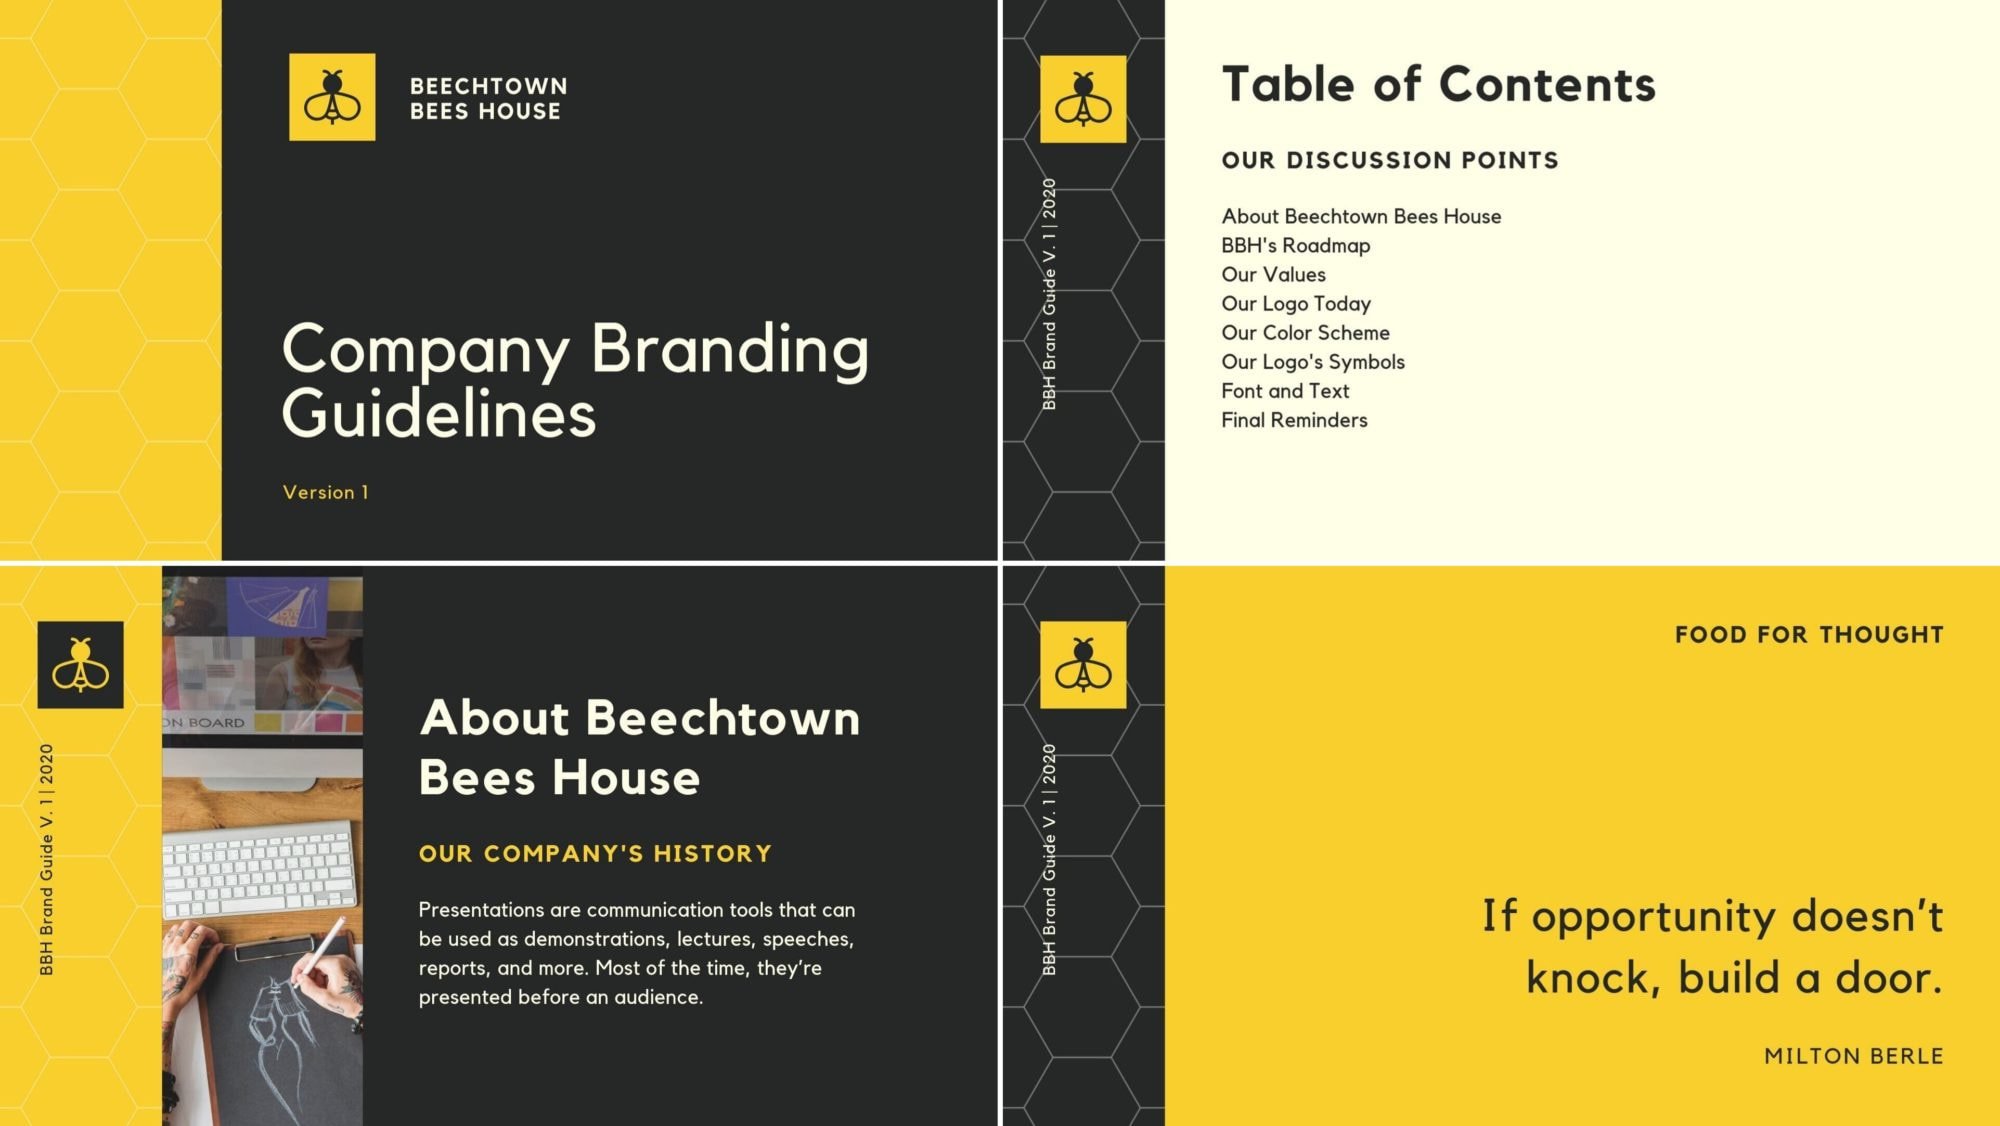 BEECHTOWN
BEES HOUSE
Company Branding
Guidelines
Version 1
BBH Brand Guide V. 1 | 2020
Table of Contents
OUR DISCUSSION POINTS
About Beechtown Bees House
BBH's Roadmap
Our Values
Our Logo Today
Our Color Scheme
Our Logo's Symbols
Font and Text
Final Reminders
BBH Brand Guide V. 1 | 2020
ON BOARD
About Beechtown
Bees House
OUR COMPANY'S HISTORY
Presentations are communication tools that can
be used as demonstrations, lectures, speeches,
reports, and more. Most of the time, they’re
presented before an audience.
BBH Brand Guide V. 1 | 2020
FOOD FOR THOUGHT
If opportunity doesn’t
knock, build a door.
MILTON BERLE